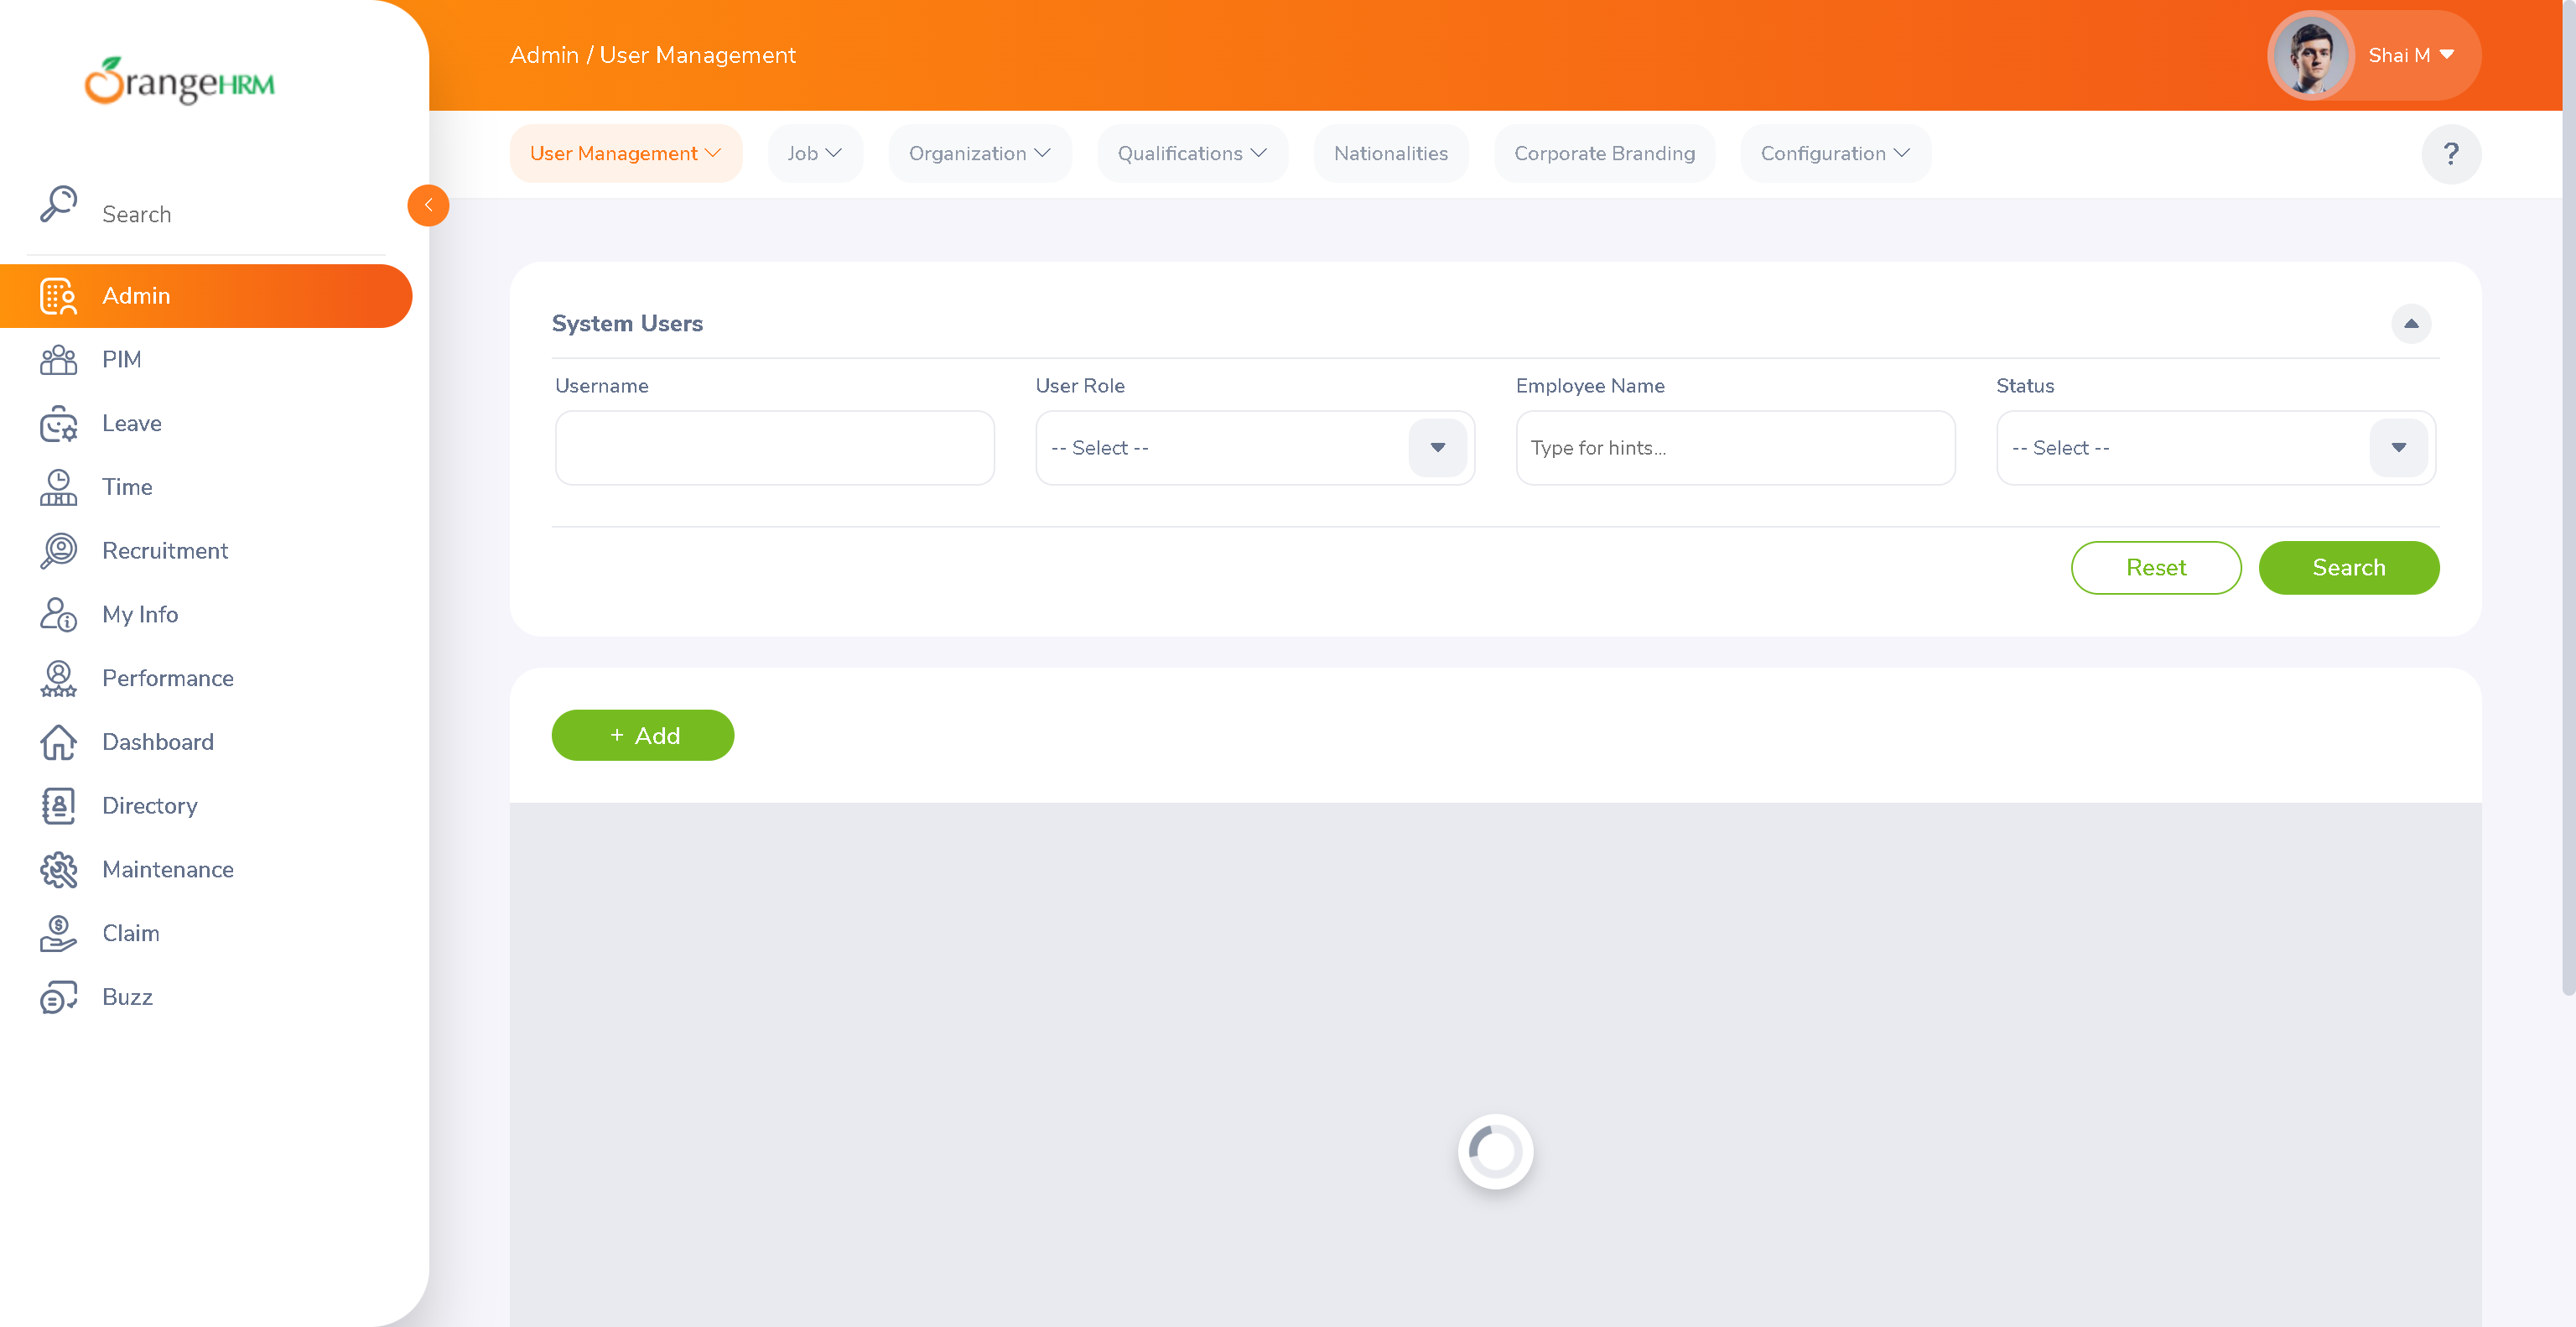 OrangeHRM
Admin / User Management
Shai M
User Management
Job
Organization
Qualifications
Nationalities
Corporate Branding
Configuration
?
Search
Admin
PIM
Leave
Time
Recruitment
My Info
Performance
Dashboard
Directory
Maintenance
Claim
Buzz
System Users
Username
User Role
Employee Name
Status
-- Select --
Type for hints...
-- Select --
Reset
Search
+ Add